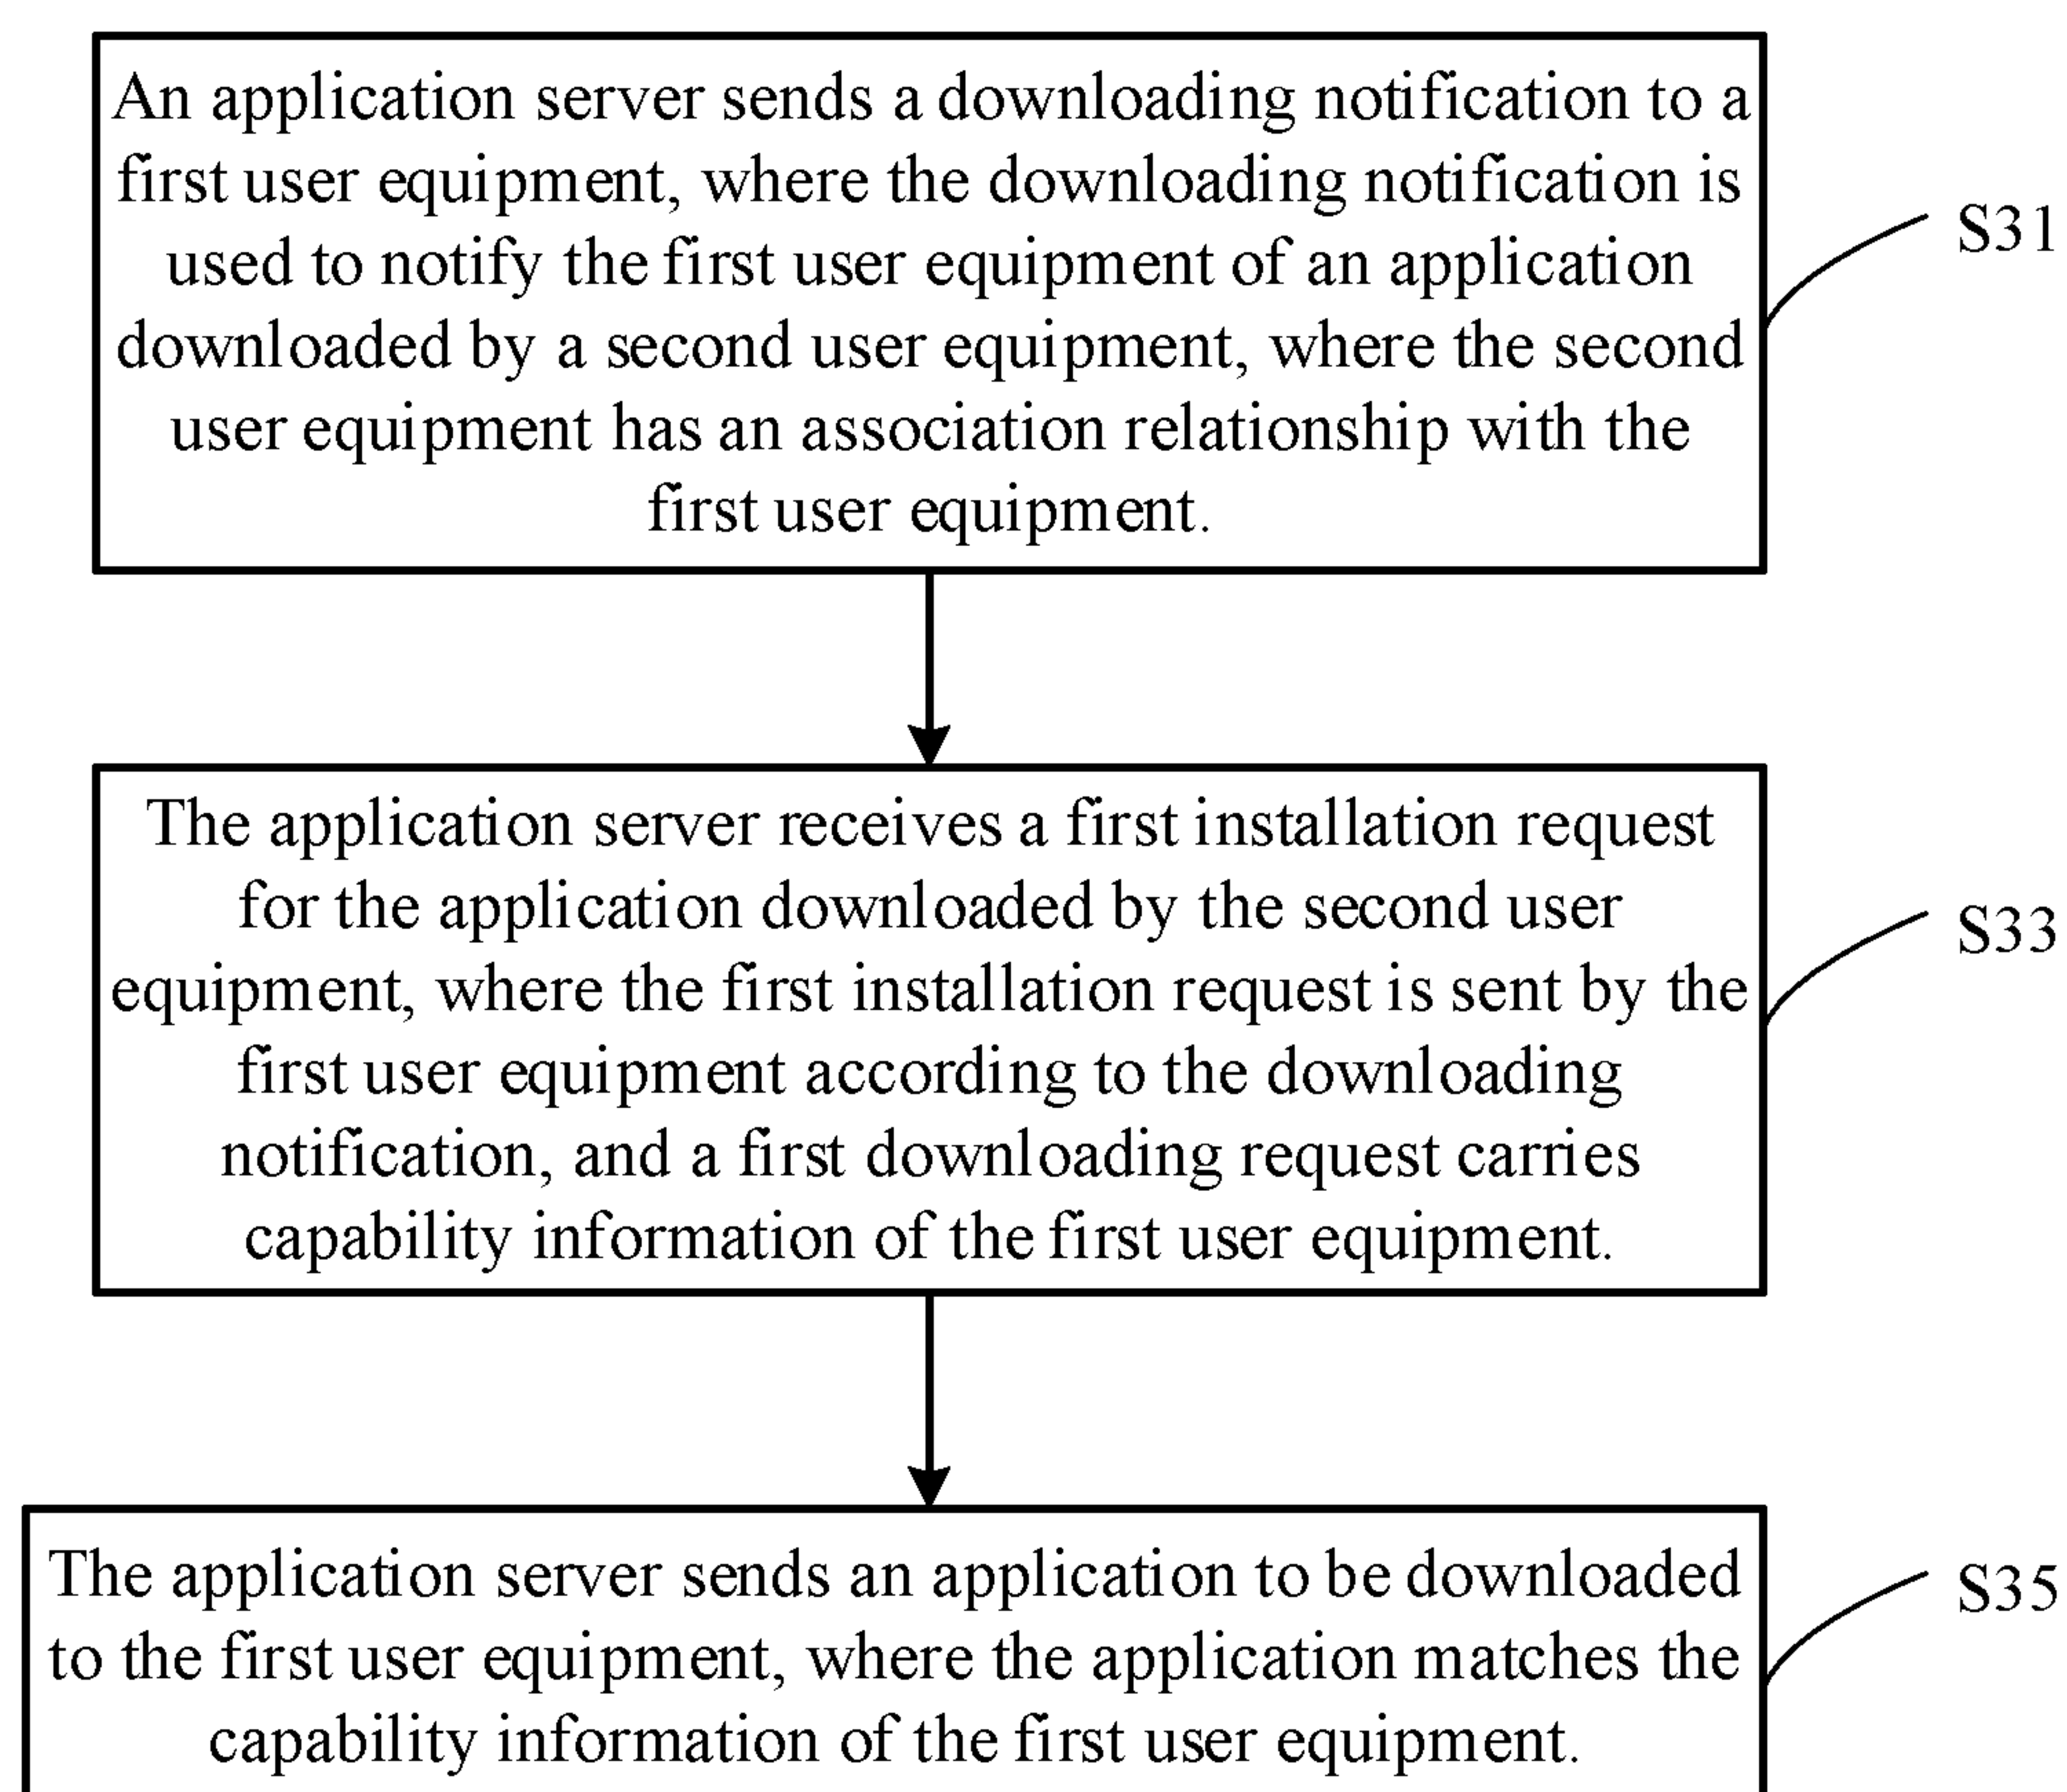 An application server sends a downloading notification to a
first user equipment, where the downloading notification is
used to notify the first user equipment of an application
downloaded by a second user equipment, where the second
user equipment has an association relationship with the
first user equipment.
S31
The application server receives a first installation request
for the application downloaded by the second user
equipment, where the first installation request is sent by the
first user equipment according to the downloading
notification, and a first downloading request carries
capability information of the first user equipment.
S33
The application server sends an application to be downloaded
to the first user equipment, where the application matches the
capability information of the first user equipment.
S35